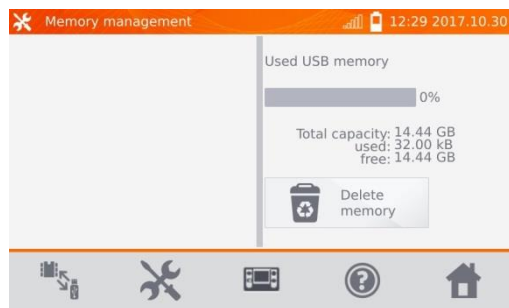 Memory management
12:29 2017.10.30
Used USB memory
0%
Total capacity: 14.44 GB
used: 32.00 kB
free: 14.44 GB
Delete
memory
?